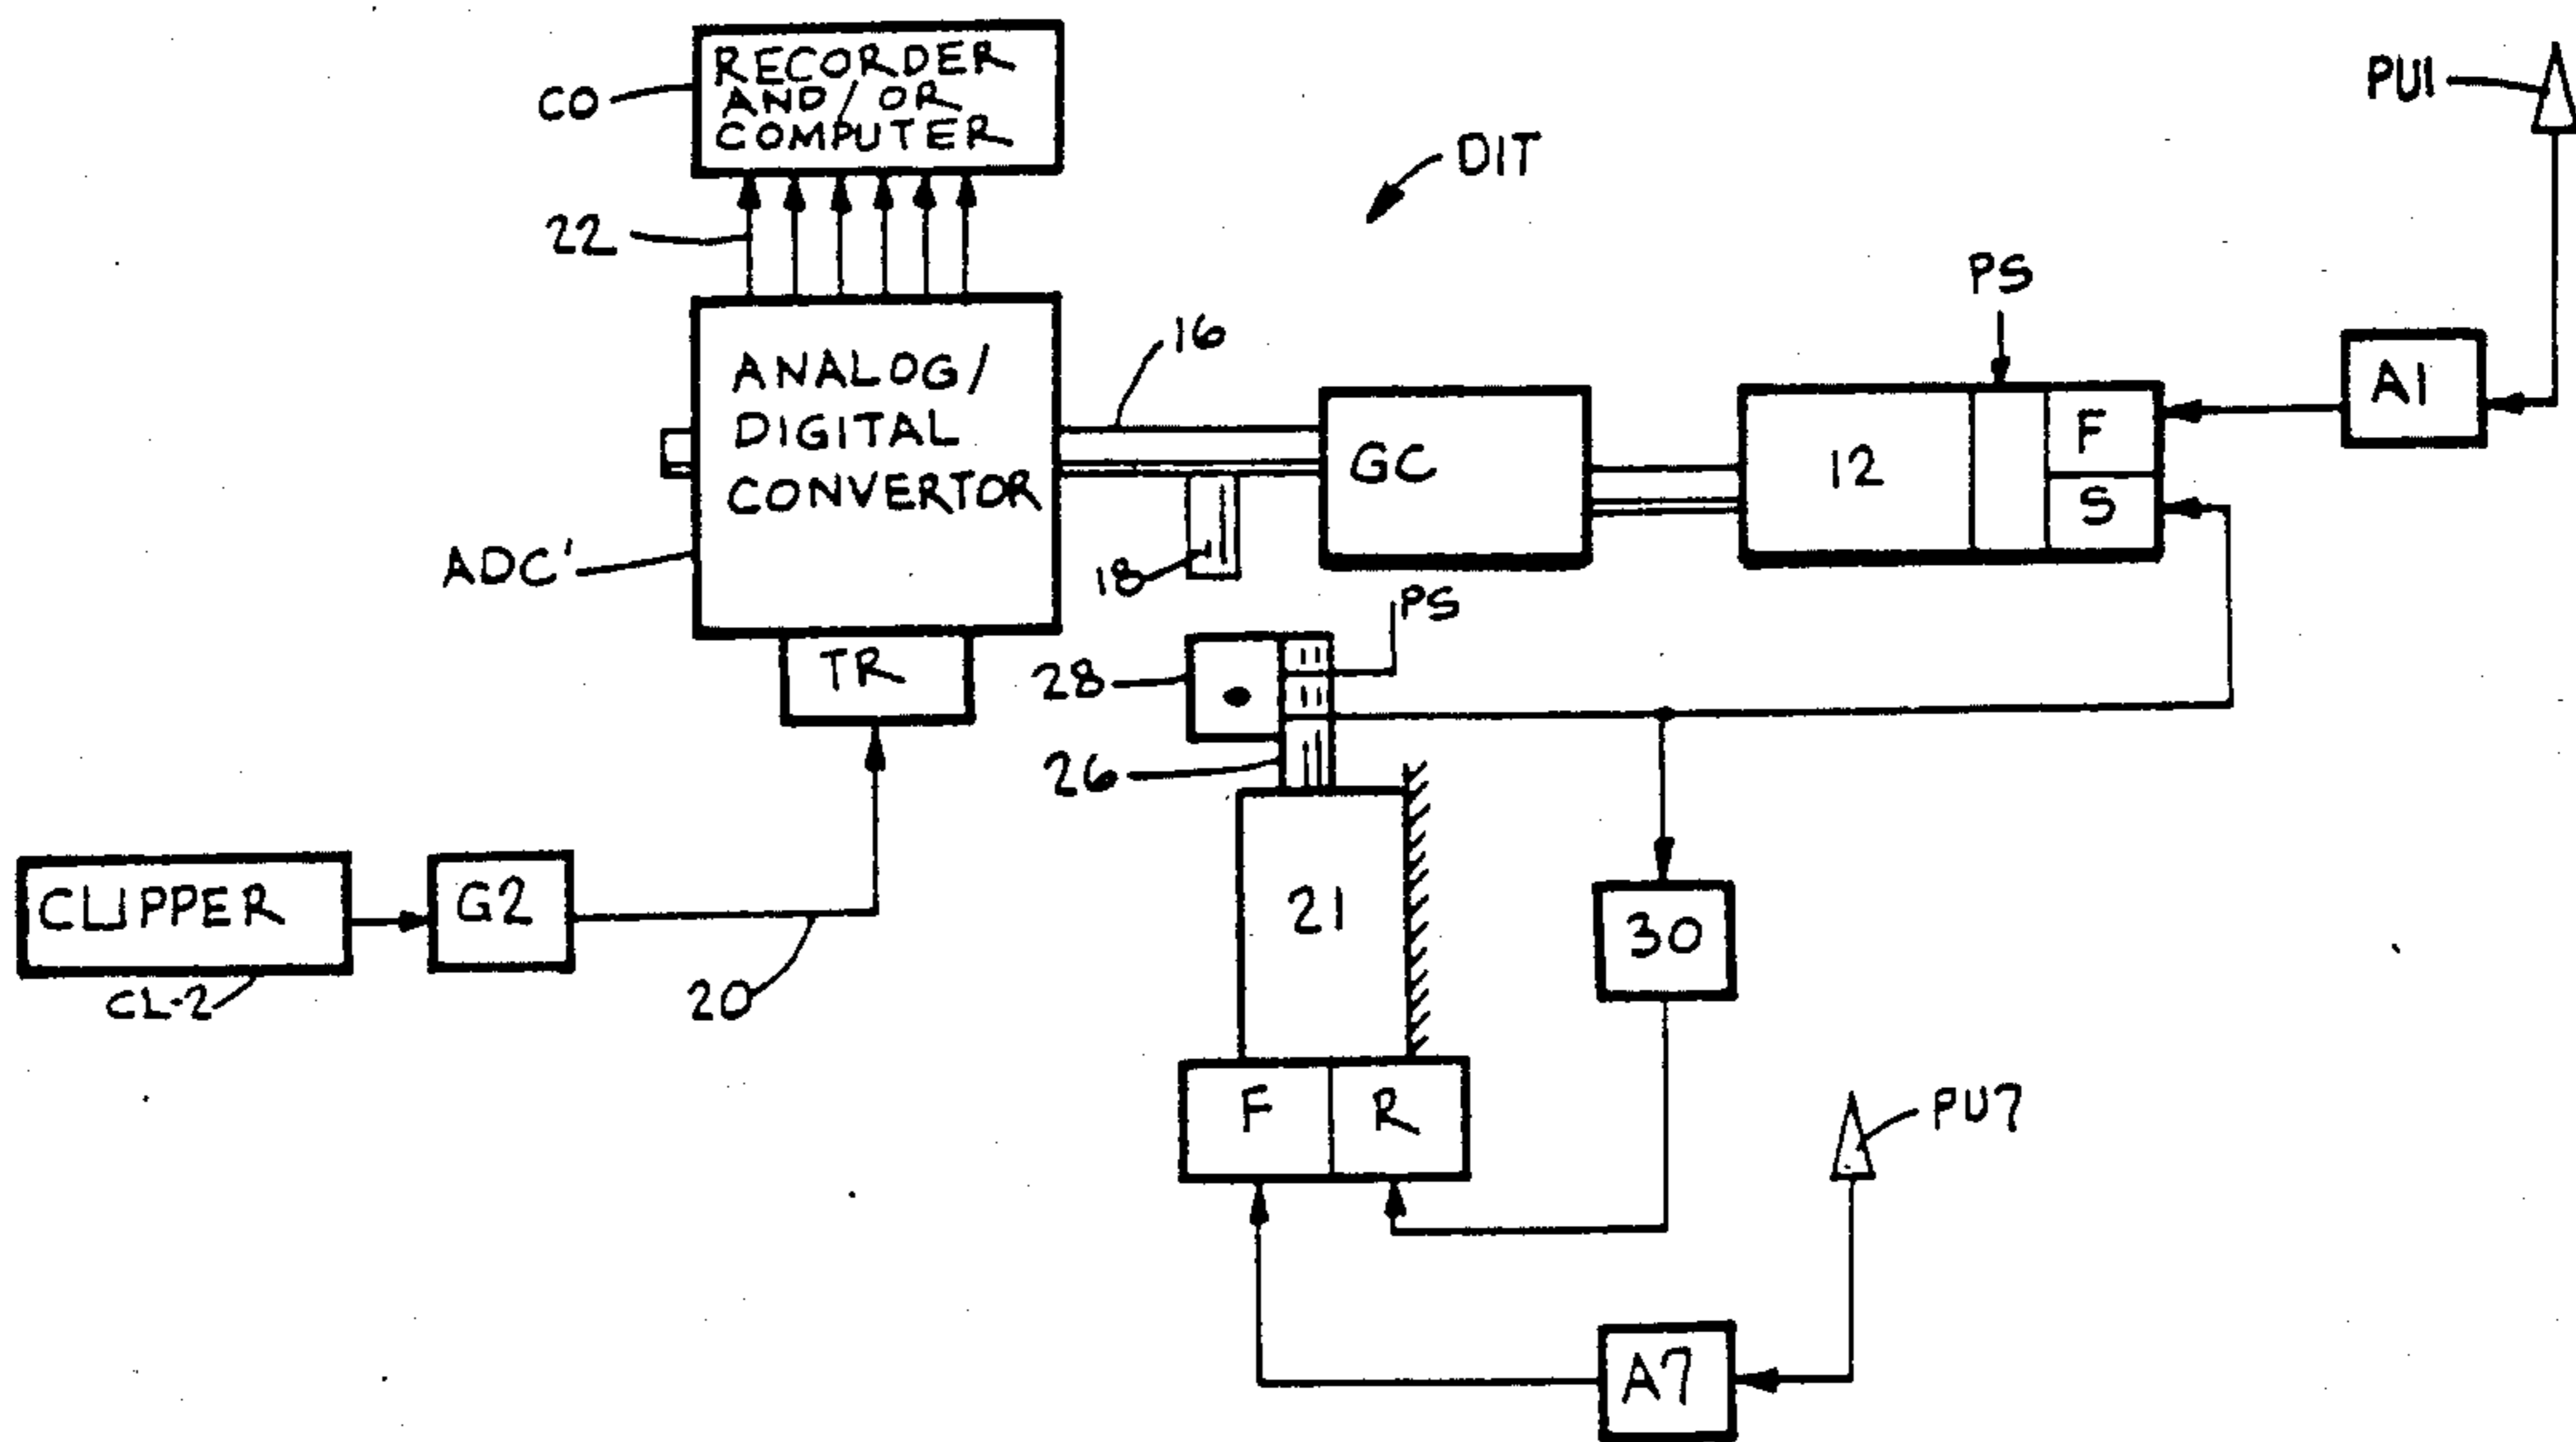 RECORDER
AND/OR
COMPUTER
CO
PU1
DIT
22
PS
16
A1
ANALOG/
DIGITAL
CONVERTOR
GC
12
F
S
ADC'
18
PS
TR
28
26
CLIPPER
G2
21
30
20
CL-2
F
R
PU7
A7